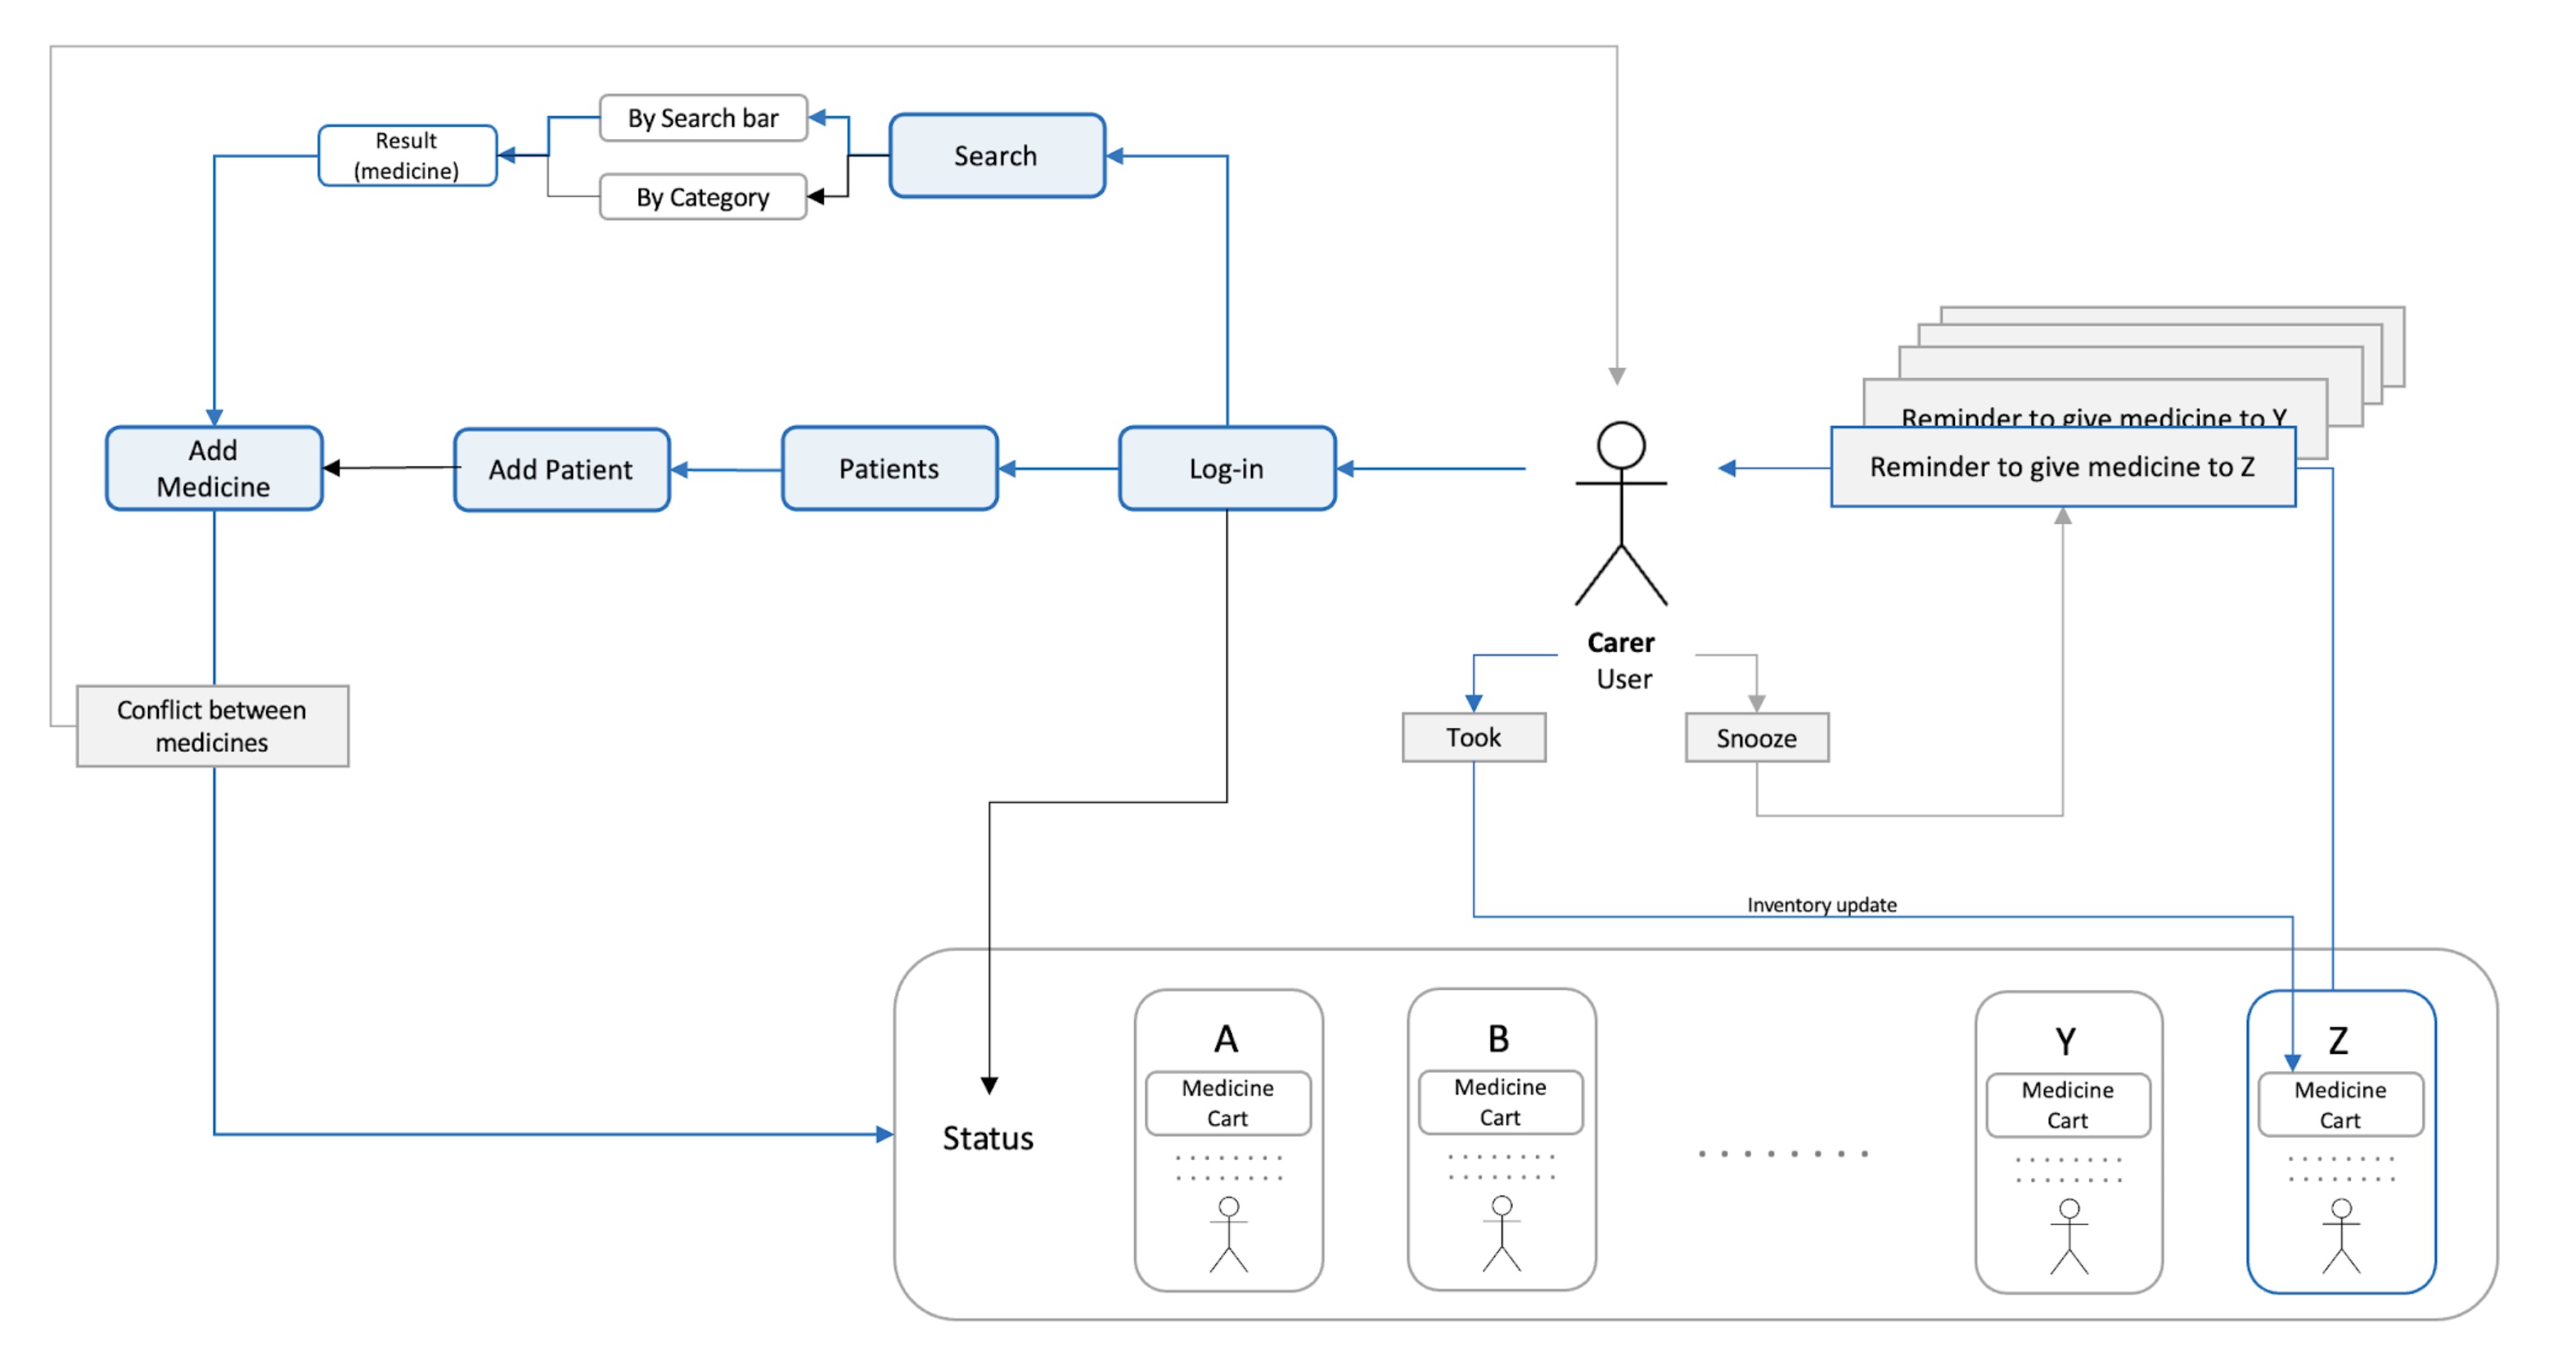 By Search bar
Result
(medicine)
Search
By Category
Reminder to give medicine to Y
Add
Medicine
Add Patient
Patients
Log-in
Reminder to give medicine to Z
Carer
User
Conflict between
medicines
Took
Snooze
Inventory update
Status
A
Medicine
Cart
B
Medicine
Cart
Y
Medicine
Cart
Z
Medicine
Cart